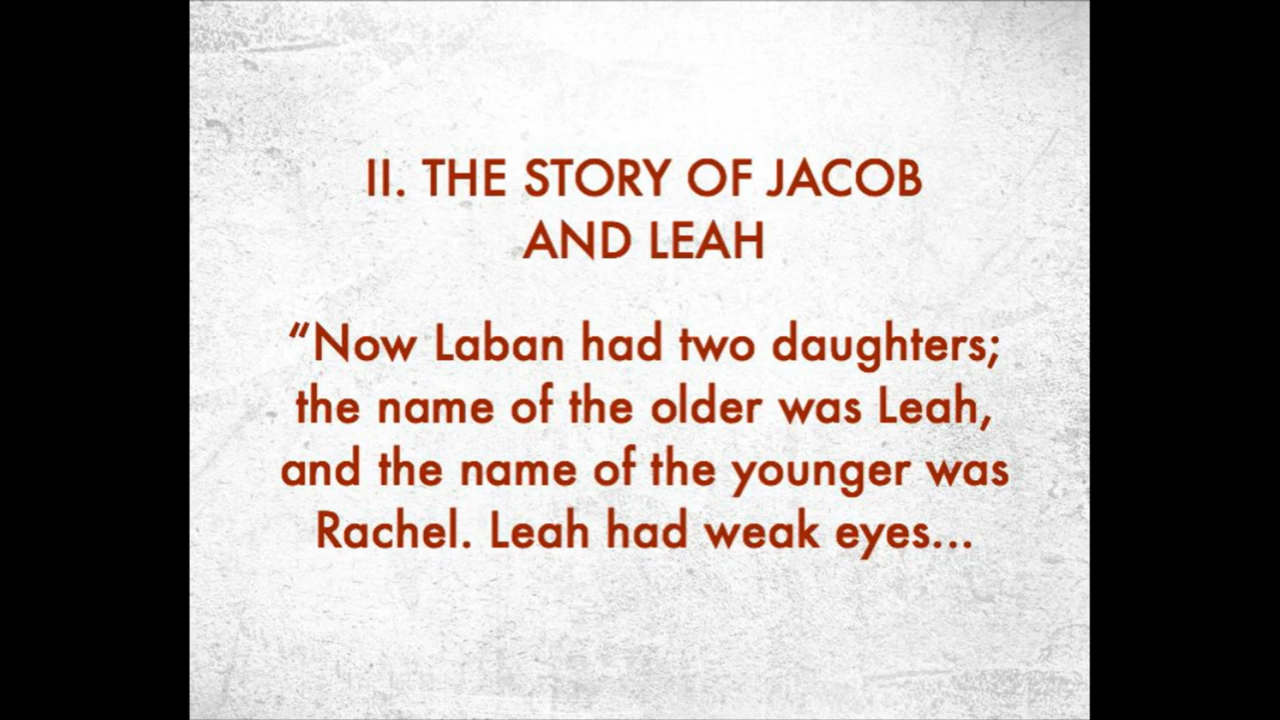 II. THE STORY OF JACOB
AND LEAH
“Now Laban had two daughters;
the name of the older was Leah,
and the name of the younger was
Rachel. Leah had weak eyes...